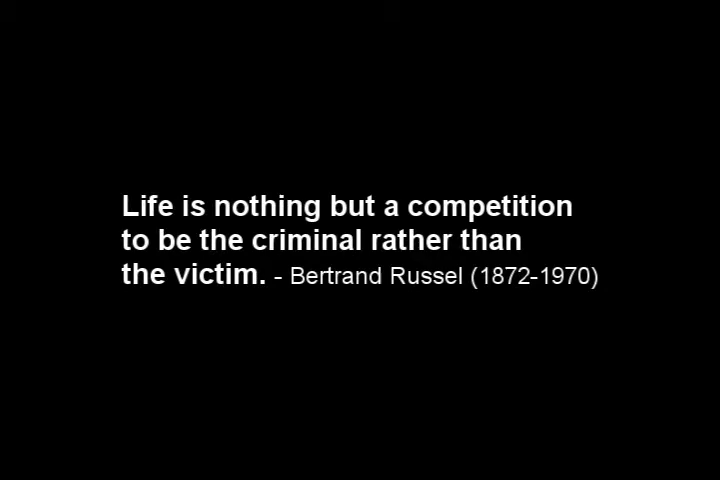 Life is nothing but a competition
to be the criminal rather than
the victim. - Bertrand Russel (1872-1970)